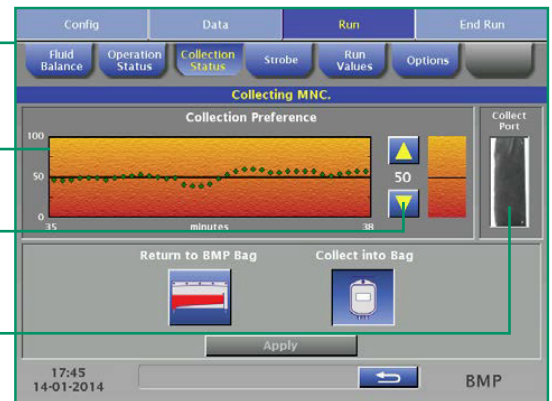 Config Data Run End Run
Fluid Balance Operation Status Collection Status Strobe Run Values Options
Collecting MNC.
Collection Preference
Collect Port
100
50
0
35 minutes 38
50
Return to BMP Bag Collect into Bag
Apply
17:45
14-01-2014
BMP